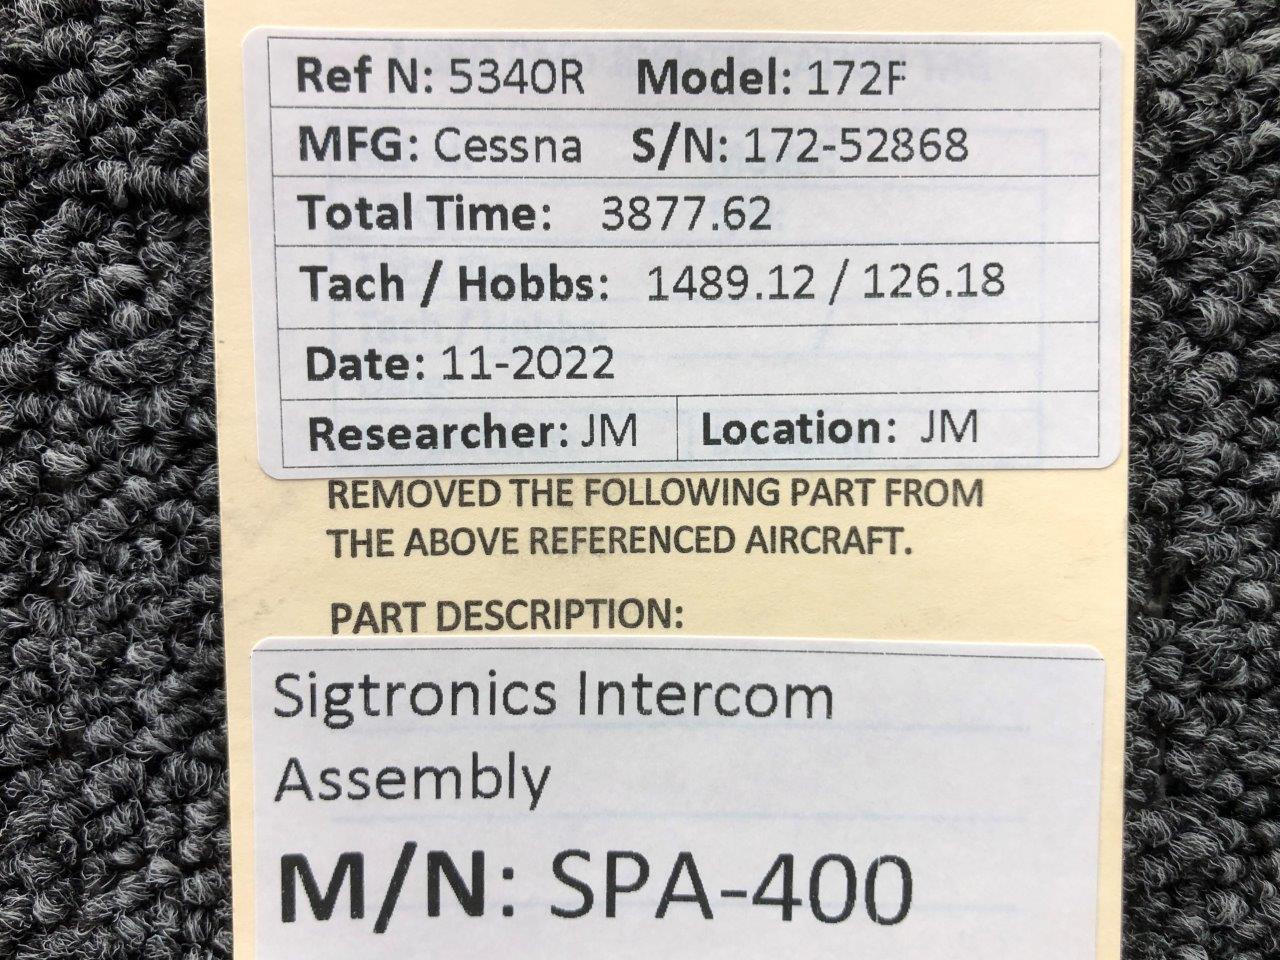 Ref N: 5340R Model: 172F
MFG: Cessna S/N: 172-52868
Total Time: 3877.62
Tach / Hobbs: 1489.12 / 126.18
Date: 11-2022
Researcher: JM Location: JM
REMOVED THE FOLLOWING PART FROM
THE ABOVE REFERENCED AIRCRAFT.
PART DESCRIPTION:
Sigtronics Intercom
Assembly
M/N: SPA-400